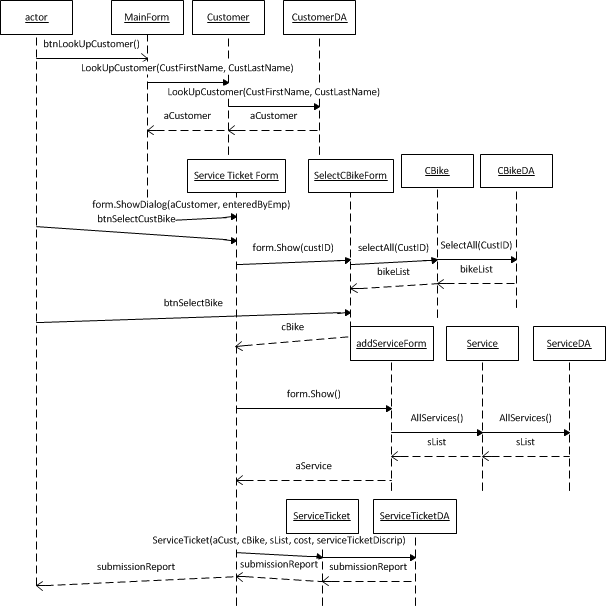 actor
MainForm
Customer
CustomerDA
btnLookUpCustomer()
LookUpCustomer(CustFirstName, CustLastName)
LookUpCustomer(CustFirstName, CustLastName)
aCustomer
aCustomer
Service Ticket Form
SelectCBikeForm
CBike
CBikeDA
form.ShowDialog(aCustomer, enteredByEmp)
btnSelectCustBike
form.Show(custID)
selectAll(CustID)
SelectAll(CustID)
bikeList
bikeList
btnSelectBike
cBike
addServiceForm
Service
ServiceDA
form.Show()
AllServices()
AllServices()
sList
sList
aService
ServiceTicket
ServiceTicketDA
ServiceTicket(aCust, cBike, sList, cost, serviceTicketDiscrip)
submissionReport
submissionReport
submissionReport